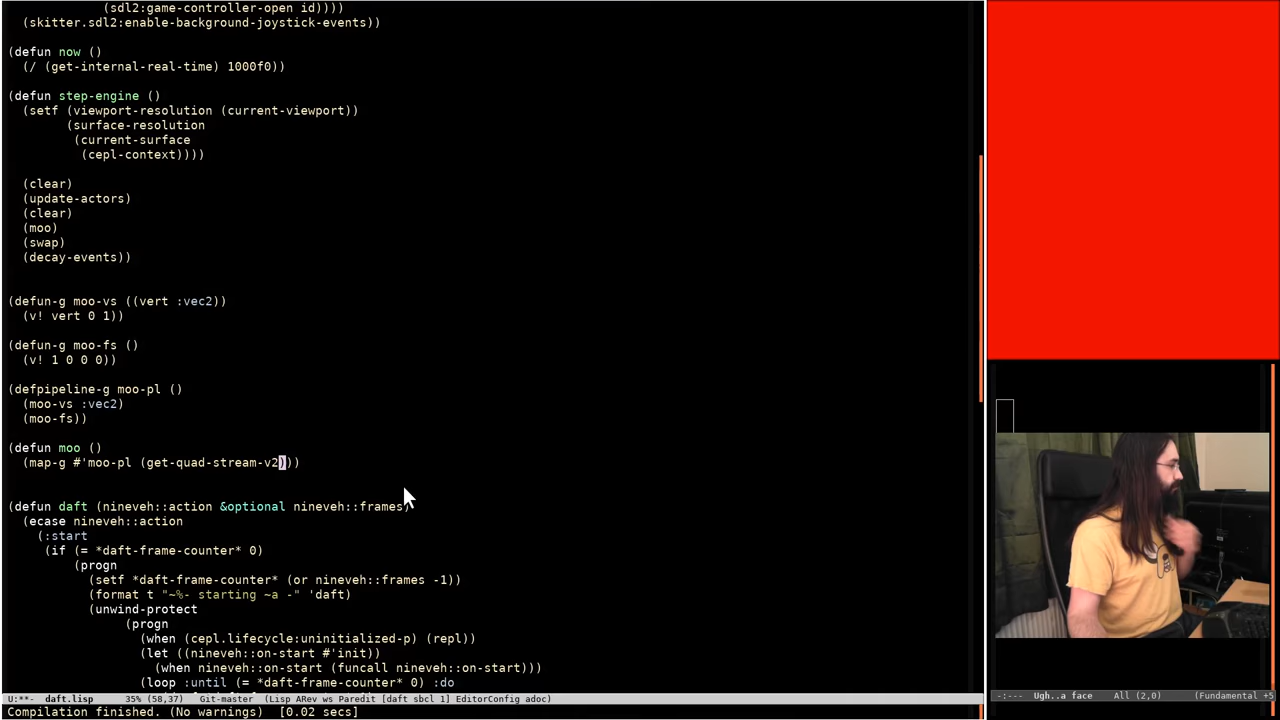 (sdl2:game-controller-open id))))
(skitter.sdl2:enable-background-joystick-events))
(defun now ()
(/ (get-internal-real-time) 1000f0))
(defun step-engine ()
(setf (viewport-resolution (current-viewport))
(surface-resolution
(current-surface
(cepl-context))))
(clear)
(update-actors)
(clear)
(moo)
(swap)
(decay-events))
(defun-g moo-vs ((vert :vec2))
(v! vert 0 1))
(defun-g moo-fs ()
(v! 1 0 0 0))
(defpipeline-g moo-pl ()
(moo-vs :vec2)
(moo-fs))
(defun moo ()
(map-g #'moo-pl (get-quad-stream-v2)))
(defun daft (nineveh::action &optional nineveh::frames)
(ecase nineveh::action
(:start
(if (= *daft-frame-counter* 0)
(progn
(setf *daft-frame-counter* (or nineveh::frames -1))
(format t "~%- starting ~a -" 'daft)
(unwind-protect
(progn
(when (cepl.lifecycle:uninitialized-p) (repl))
(let ((nineveh::on-start #'init))
(when nineveh::on-start (funcall nineveh::on-start)))
(loop :until (= *daft-frame-counter* 0) :do
U:**- daft.lisp 35% (58,37) Git-master (Lisp ARev ws Paredit [daft sbcl 1] EditorConfig adoc)
Compilation finished. (No warnings) [0.02 secs]
-:--- Ugh..a face All (2,0) (Fundamental +5